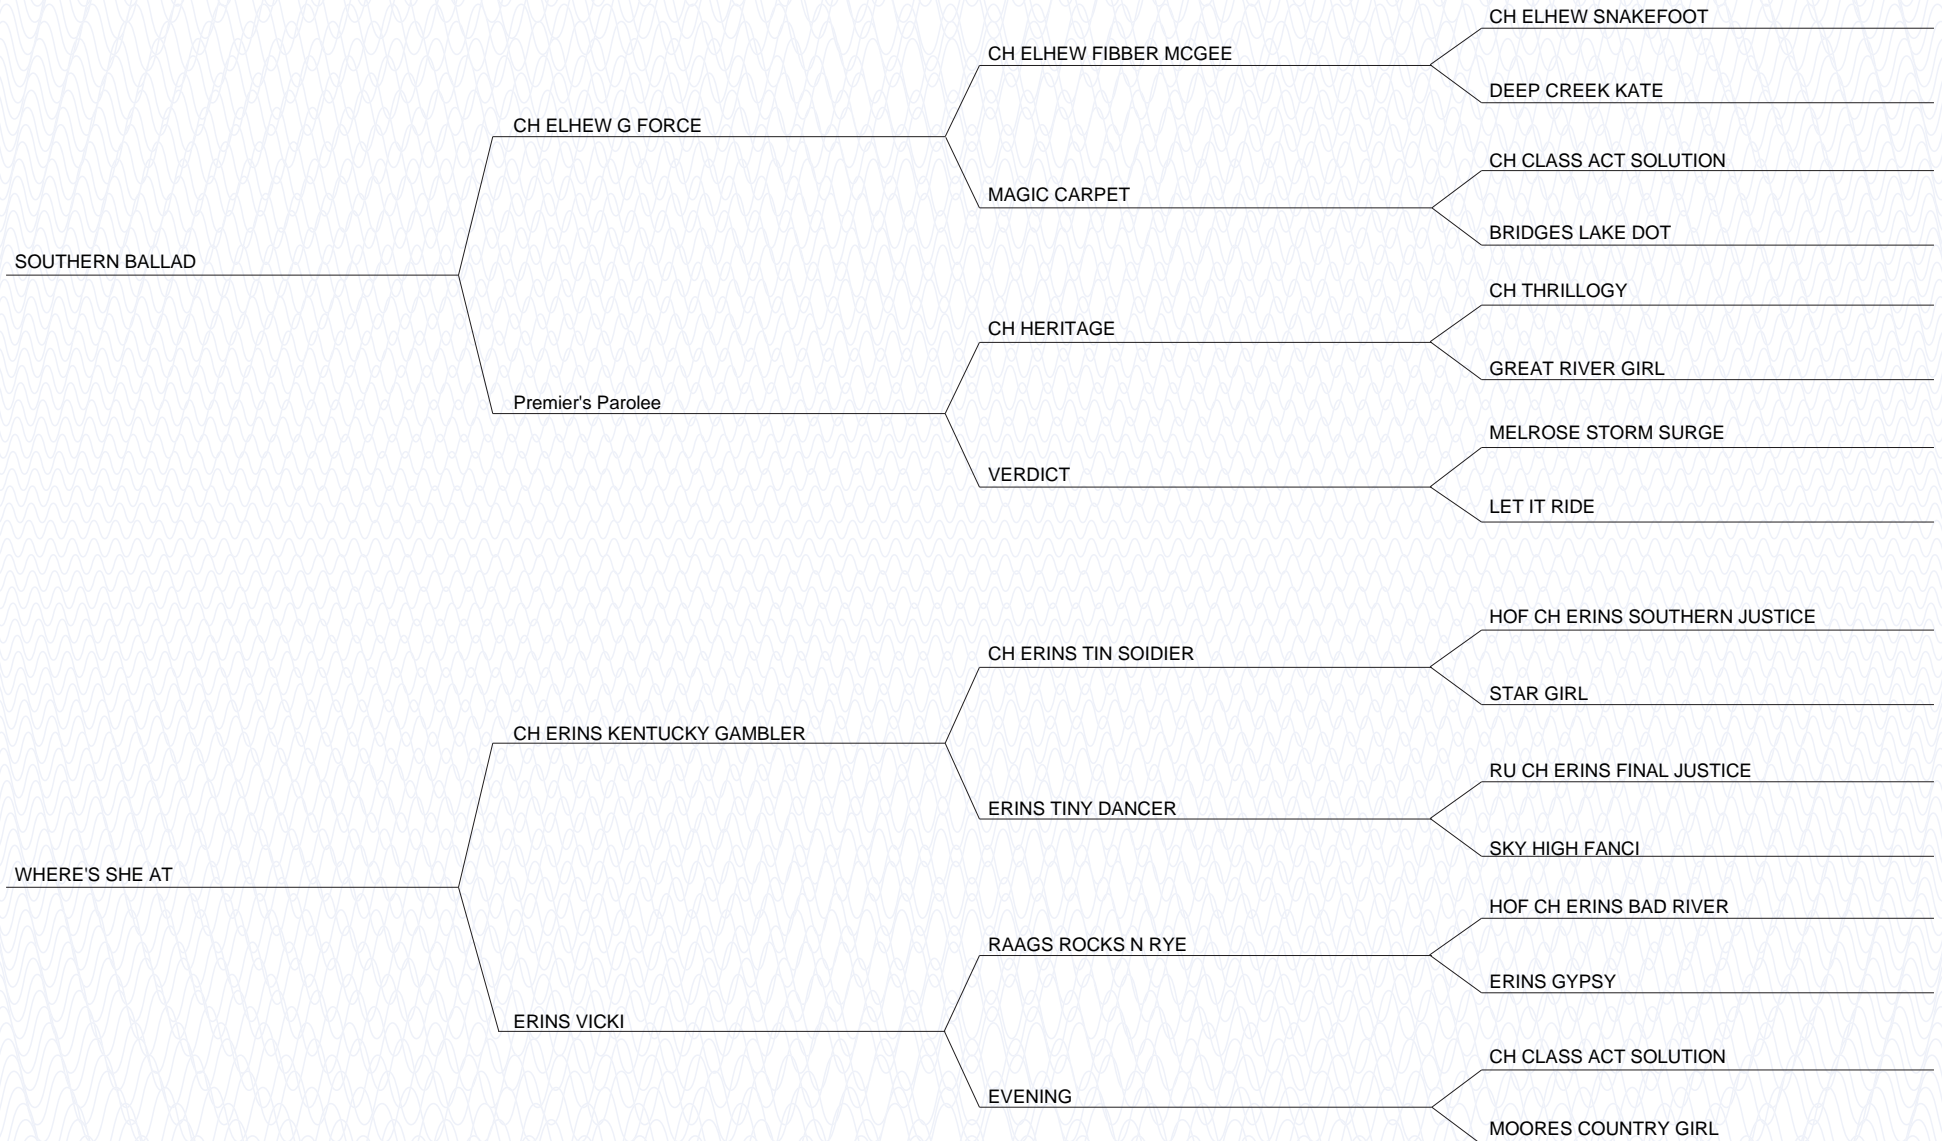 CH ELHEW SNAKEFOOT
CH ELHEW FIBBER MCGEE
DEEP CREEK KATE
CH ELHEW G FORCE
CH CLASS ACT SOLUTION
MAGIC CARPET
BRIDGES LAKE DOT
SOUTHERN BALLAD
CH THRILLOGY
CH HERITAGE
GREAT RIVER GIRL
Premier's Parolee
MELROSE STORM SURGE
VERDICT
LET IT RIDE
HOF CH ERINS SOUTHERN JUSTICE
CH ERINS TIN SOIDIER
STAR GIRL
CH ERINS KENTUCKY GAMBLER
RU CH ERINS FINAL JUSTICE
ERINS TINY DANCER
SKY HIGH FANCI
WHERE'S SHE AT
HOF CH ERINS BAD RIVER
RAAGS ROCKS N RYE
ERINS GYPSY
ERINS VICKI
CH CLASS ACT SOLUTION
EVENING
MOORES COUNTRY GIRL